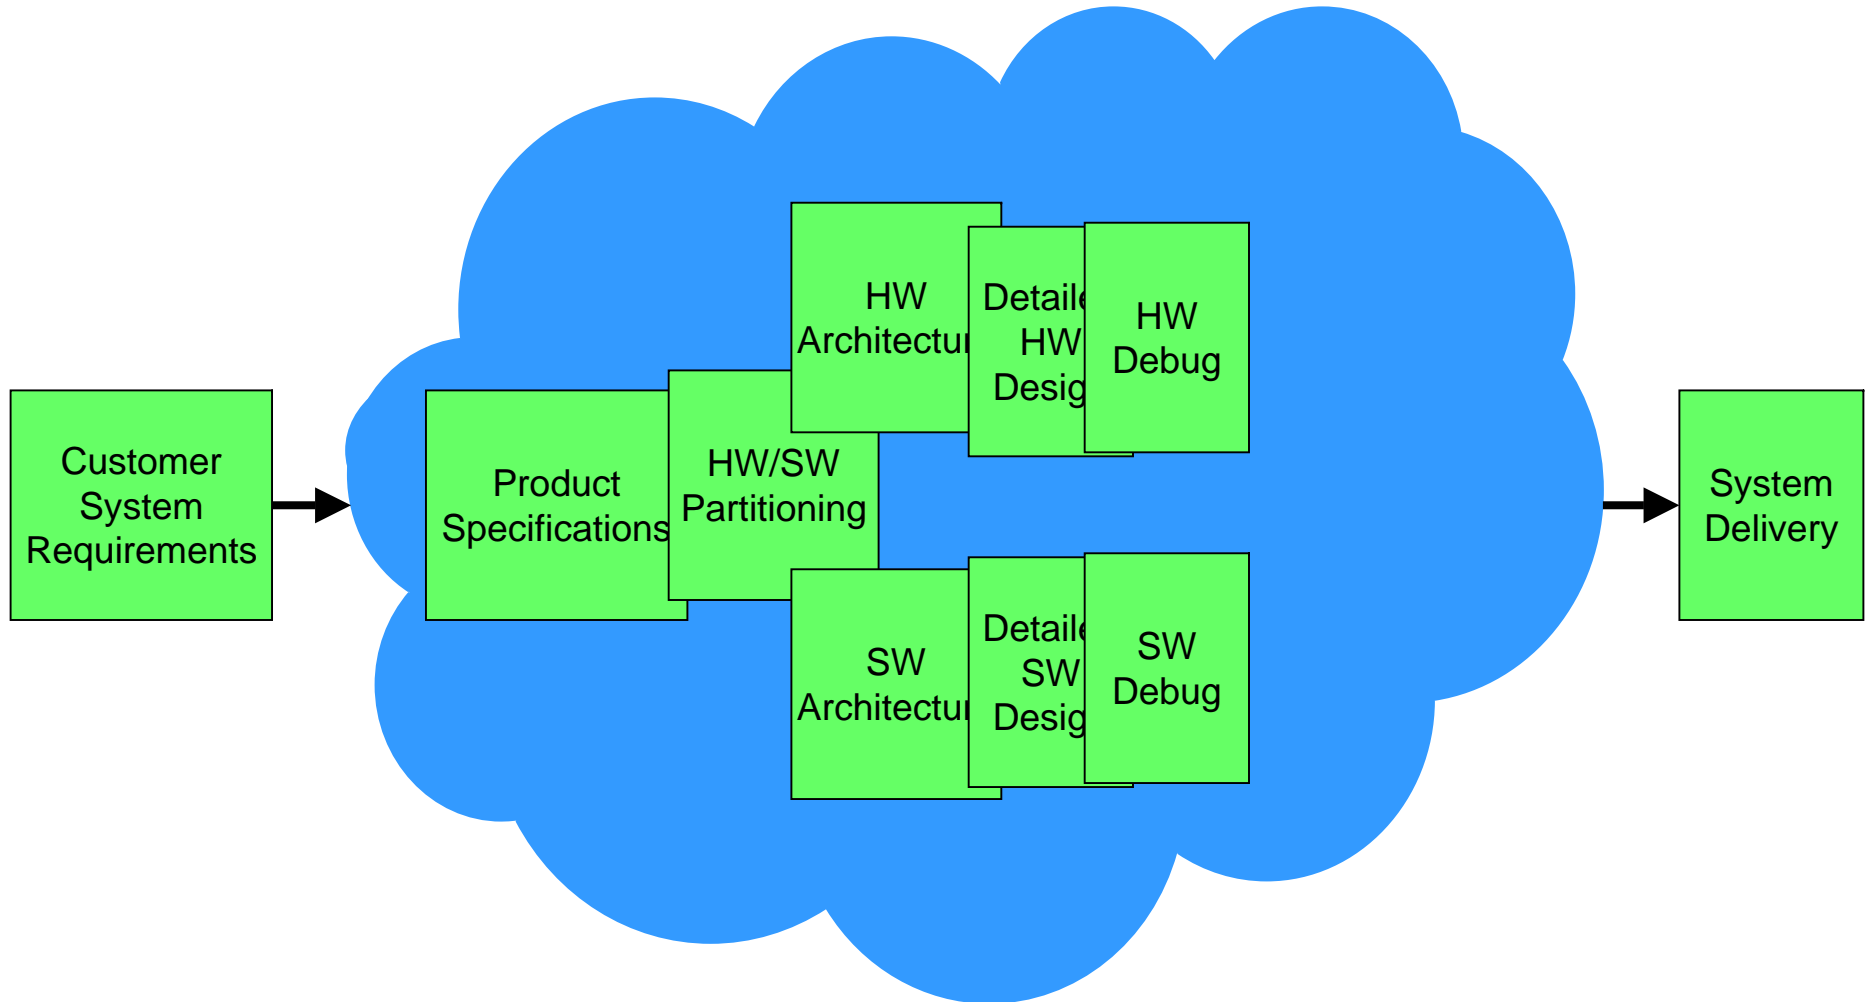 Customer
System
Requirements
Product
Specifications
HW/SW
Partitioning
HW
Architectur
Detaile
HW
Desig
HW
Debug
SW
Architectur
Detaile
SW
Desig
SW
Debug
System
Delivery